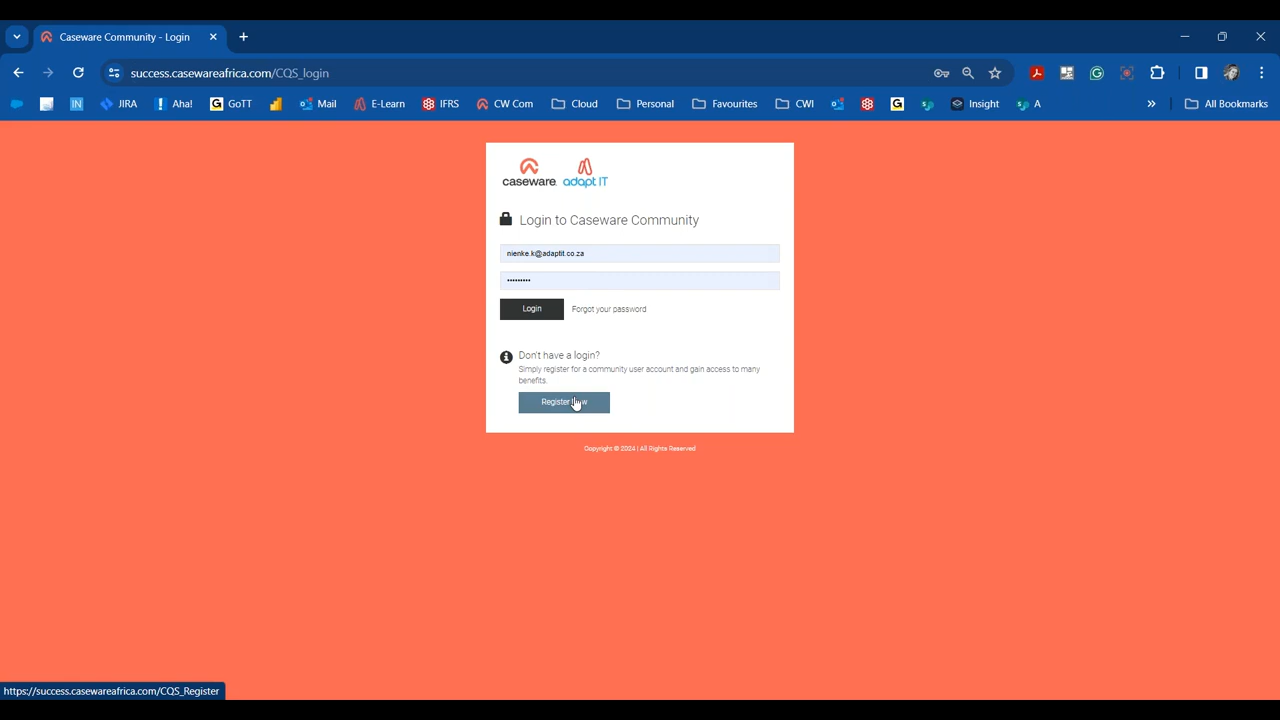 Caseware Community - Login
success.casewareafrica.com/CQS_login
JIRA
Aha!
GoTT
Mail
E-Learn
IFRS
CW Com
Cloud
Personal
Favourites
CWI
Insight
A
All Bookmarks
caseware. adapt IT
Login to Caseware Community
nienke.k@adaptit.co.za
Login
Forgot your password
Don't have a login?
Simply register for a community user account and gain access to many
benefits.
Register
Copyright © 2024 | All Rights Reserved
https://success.casewareafrica.com/CQS_Register